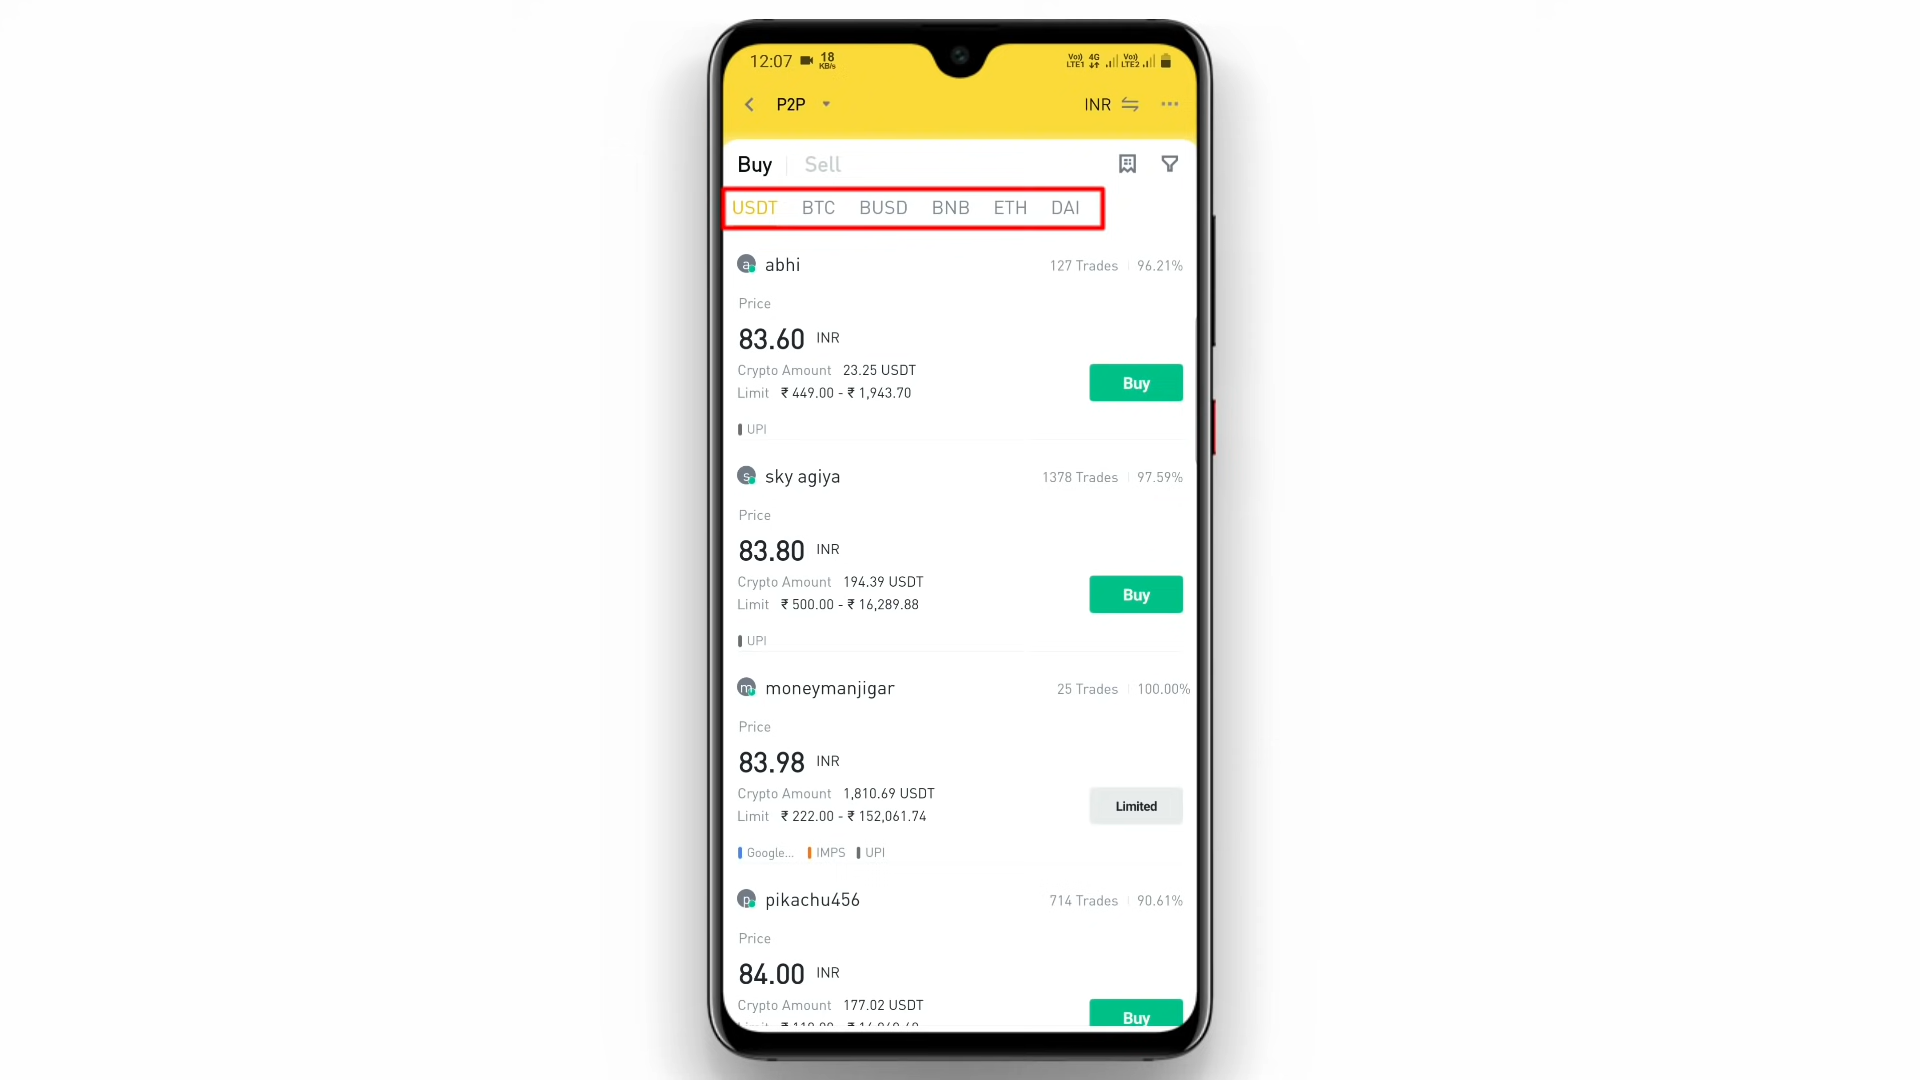 12:07 18 KB/s Vo)) LTE1 4G Vo)) LTE2
P2P INR
Buy Sell
USDT BTC BUSD BNB ETH DAI
a abhi 127 Trades 96.21%
Price
83.60 INR
Crypto Amount 23.25 USDT
Limit ₹ 449.00 - ₹ 1,943.70
Buy
UPI
s sky agiya 1378 Trades 97.59%
Price
83.80 INR
Crypto Amount 194.39 USDT
Limit ₹ 500.00 - ₹ 16,289.88
Buy
UPI
m moneymanjigar 25 Trades 100.00%
Price
83.98 INR
Crypto Amount 1,810.69 USDT
Limit ₹ 222.00 - ₹ 152,061.74
Limited
Google... IMPS UPI
p pikachu456 714 Trades 90.61%
Price
84.00 INR
Crypto Amount 177.02 USDT
Buy